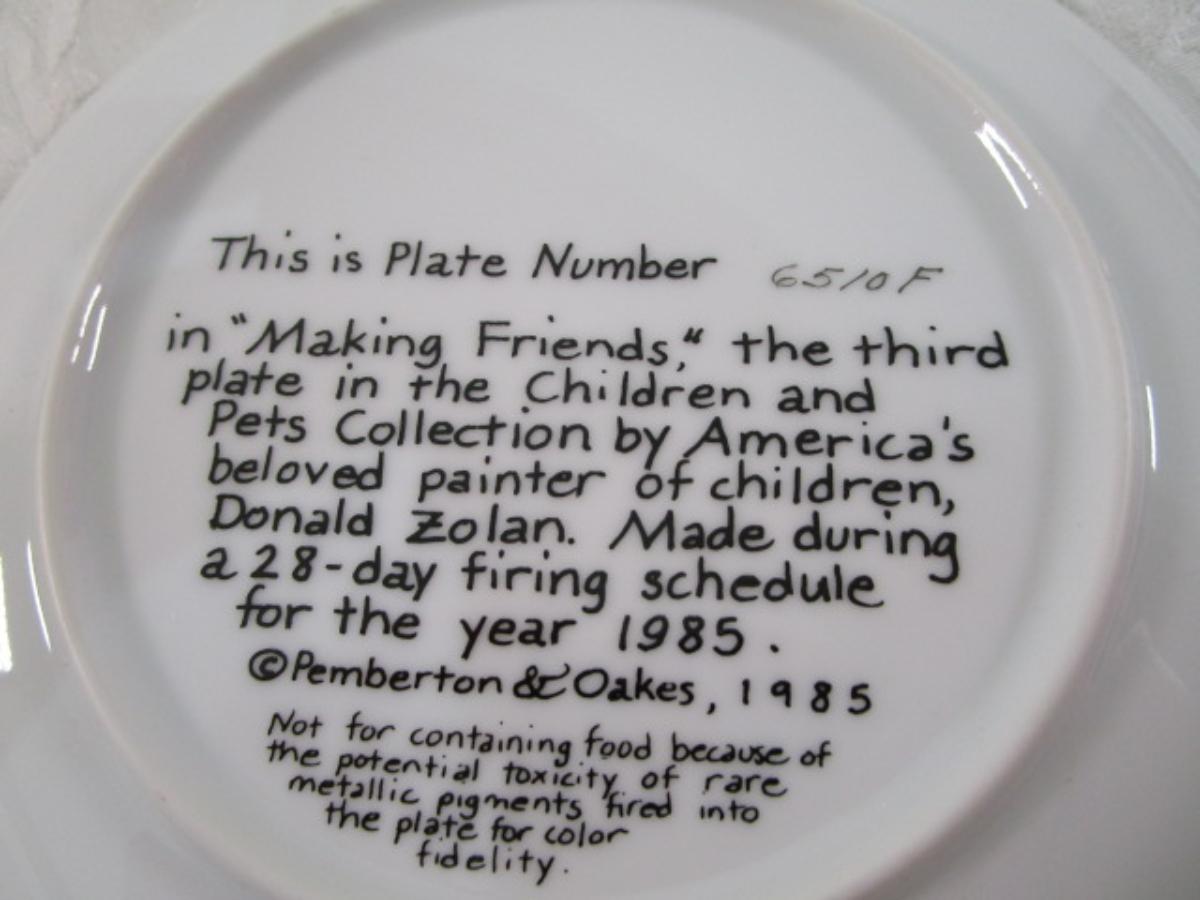 This is Plate Number 6510F
in "Making Friends," the third
plate in the Children and
Pets Collection by America's
beloved painter of children,
Donald Zolan. Made during
a 28-day firing schedule
for the year 1985.
©Pemberton & Oakes, 1985
Not for containing food because of
the potential toxicity of rare
metallic pigments fired into
the plate for color
fidelity.